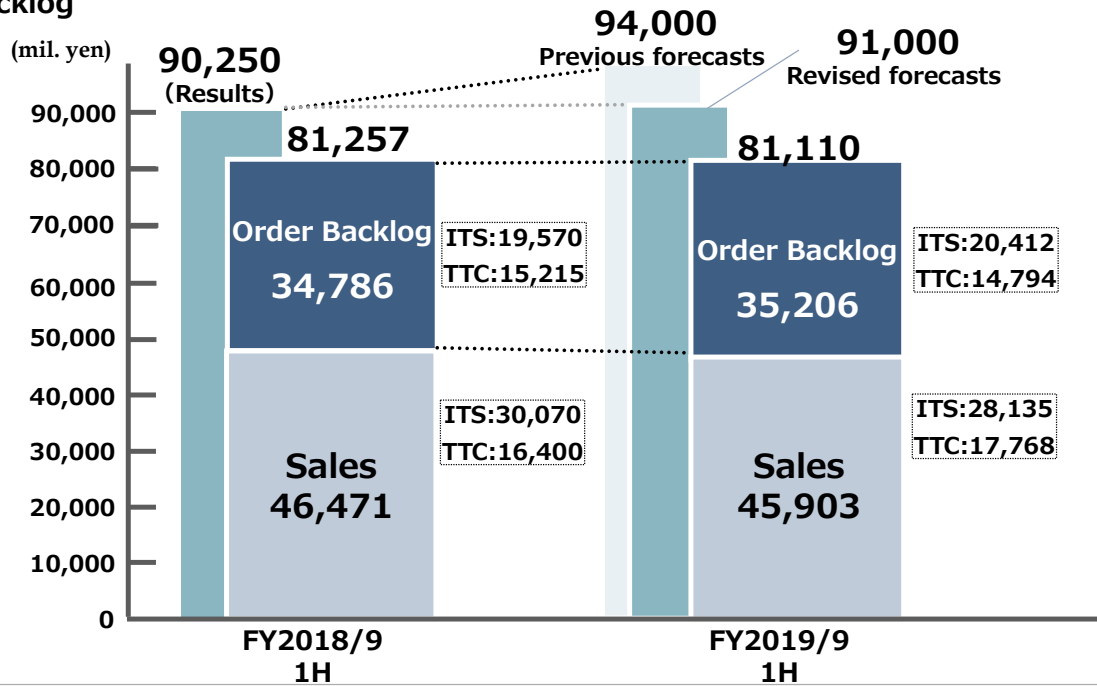 (mil. yen)
90,250
(Results)
94,000
Previous forecasts
91,000
Revised forecasts
90,000
80,000
70,000
60,000
50,000
40,000
30,000
20,000
10,000
0
81,257
Order Backlog
34,786
ITS:19,570
TTC:15,215
Sales
46,471
ITS:30,070
TTC:16,400
81,110
Order Backlog
35,206
ITS:20,412
TTC:14,794
Sales
45,903
ITS:28,135
TTC:17,768
FY2018/9
1H
FY2019/9
1H